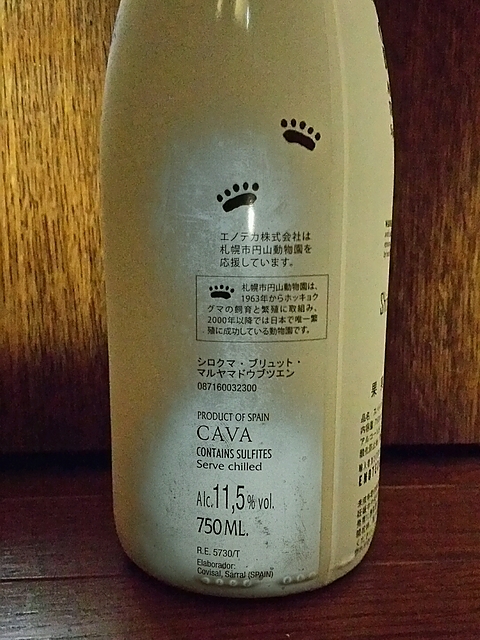 エノテカ株式会社は
札幌市円山動物園を
応援しています。
札幌市円山動物園は、
1963年からホッキョク
グマの飼育と繁殖に取組み、
2000年以降では日本で唯一繁
殖に成功している動物園です。
シロクマ・ブリュット・
マルヤマドウブツエン
087160032300
PRODUCT OF SPAIN
CAVA
CONTAINS SULFITES
Serve chilled
Alc.11,5% vol.
750ML.
R.E. 5730/T
Elaborador:
Covisal, Sarral (SPAIN)